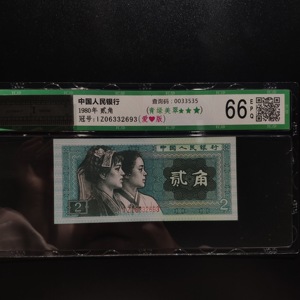 中国人民银行
1980年 贰角
冠号:IZ06332693(爱♥版)
查询码:0033535
(青绿美翠★★★)
66 EPQ
中国人民银行
贰角
2
2